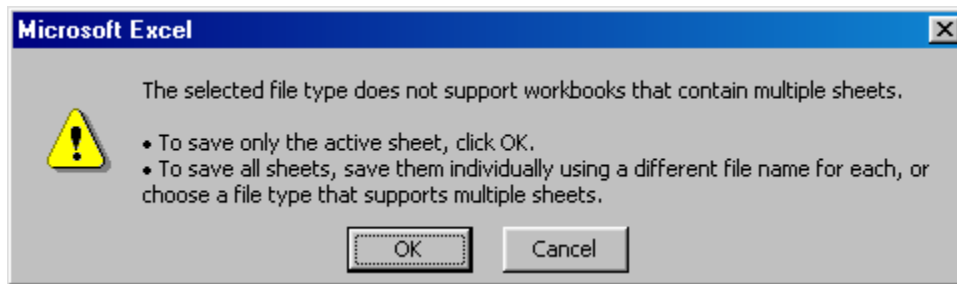 Microsoft Excel
The selected file type does not support workbooks that contain multiple sheets.
• To save only the active sheet, click OK.
• To save all sheets, save them individually using a different file name for each, or
choose a file type that supports multiple sheets.
OK
Cancel